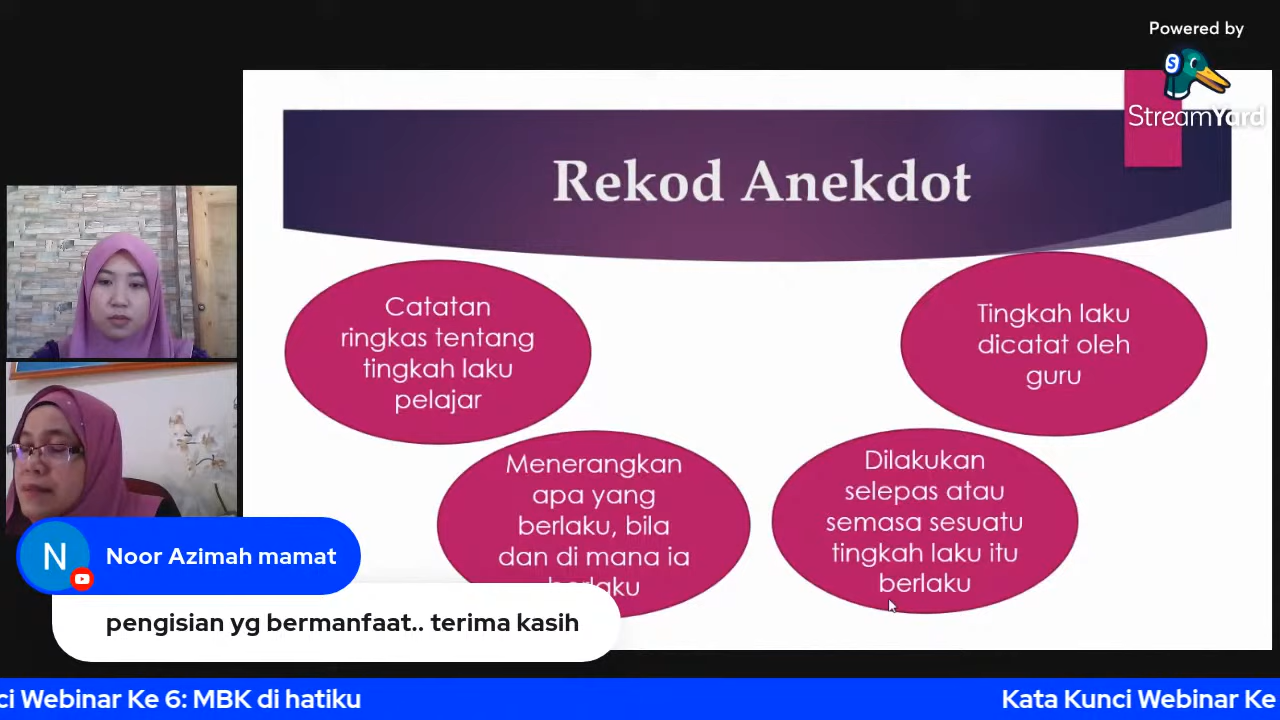 Powered by
StreamYard
Rekod Anekdot
Catatan
ringkas tentang
tingkah laku
pelajar
Tingkah laku
dicatat oleh
guru
Menerangkan
apa yang
berlaku, bila
dan di mana ia
Dilakukan
selepas atau
semasa sesuatu
tingkah laku itu
berlaku
N
Noor Azimah mamat
pengisian yg bermanfaat.. terima kasih
ci Webinar Ke 6: MBK di hatiku
Kata Kunci Webinar Ke